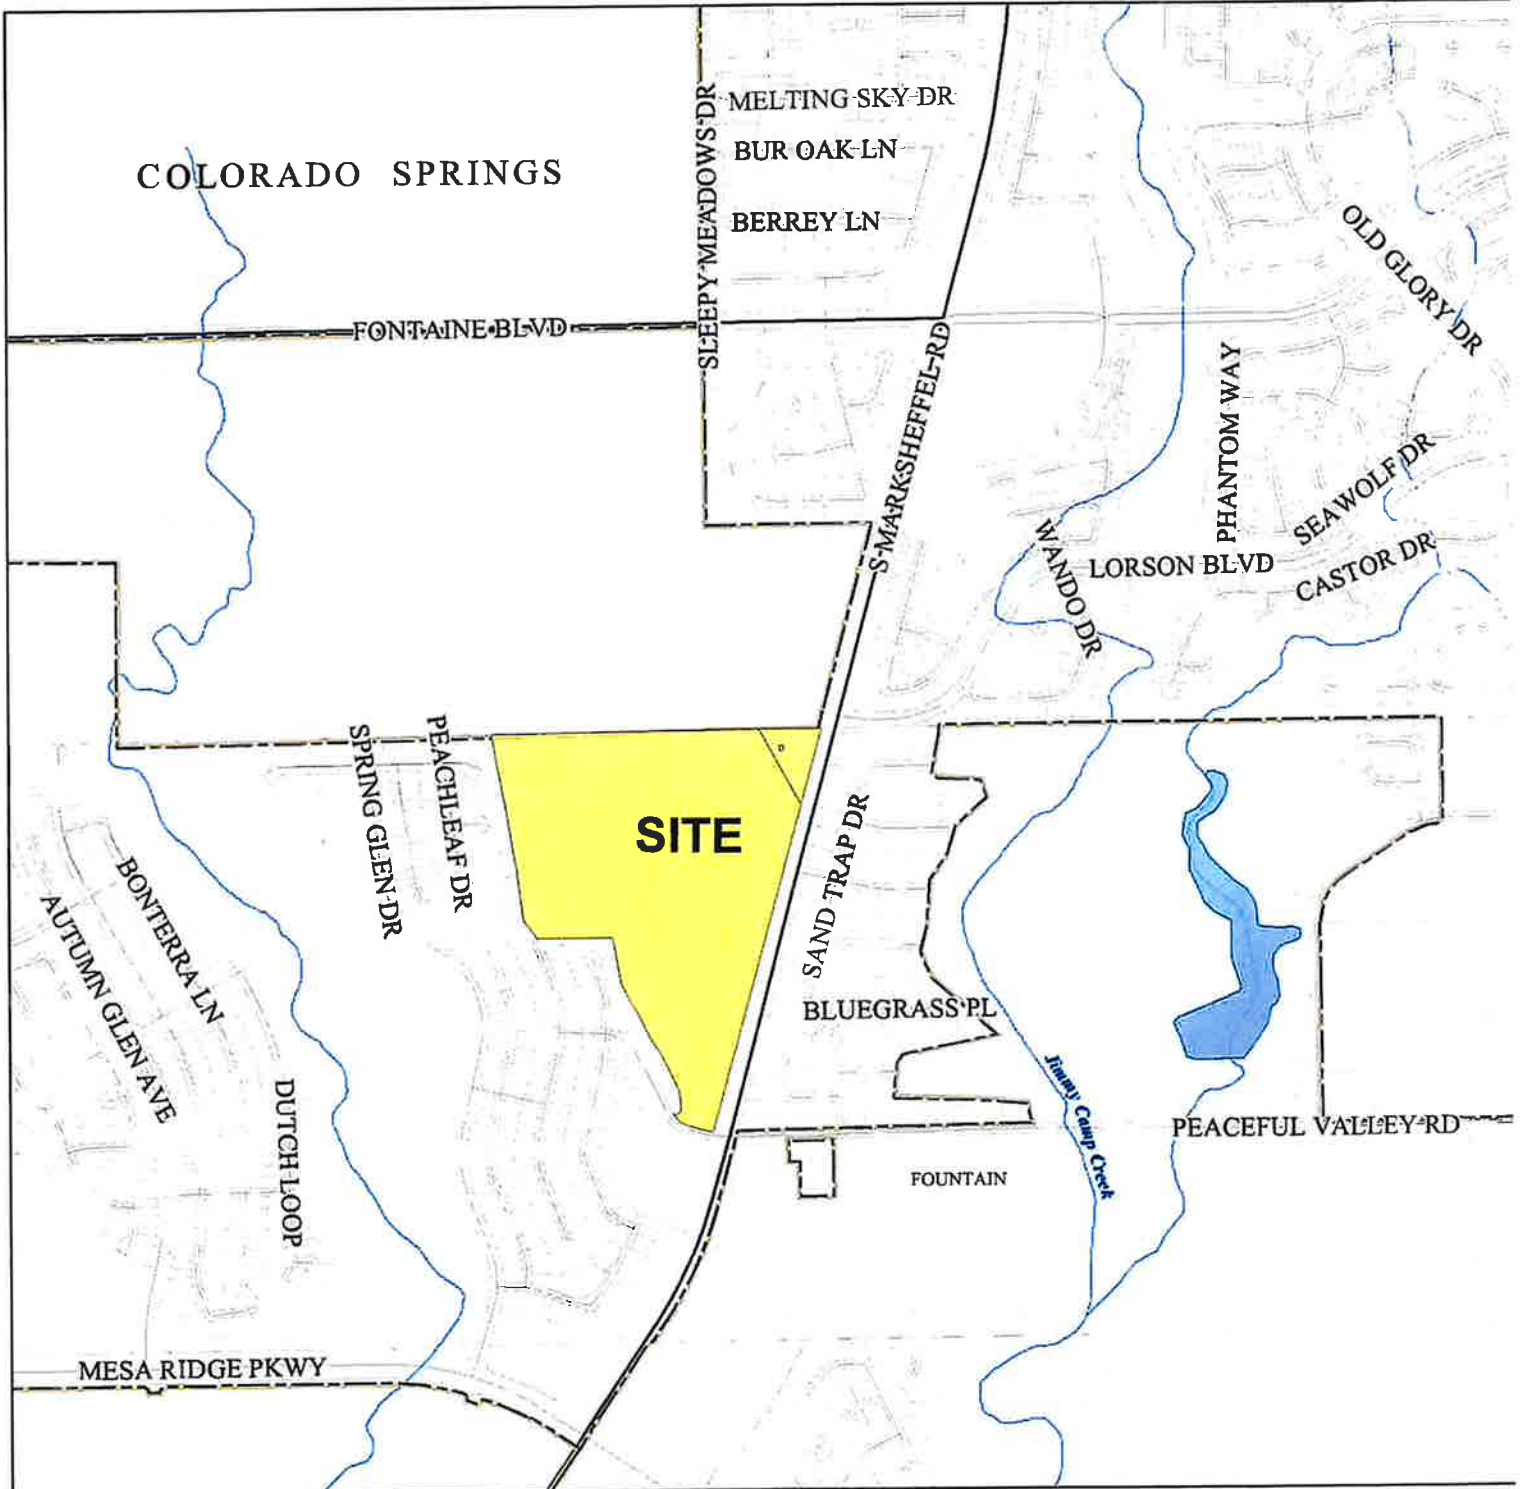 MELTING SKY DR
COLORADO SPRINGS
BUR OAK LN
BERREY LN
SLEEPY MEADOWS DR
OLD GLORY DR
FONTAINE BLVD
S MARKSHEFFEL RD
PHANTOM WAY
SEAWOLF DR
WANDO DR
LORSON BLVD
CASTOR DR
SPRING GLEN DR
PEACHLEAF DR
SITE
SAND TRAP DR
BONTERRA LN
AUTUMN GLEN AVE
BLUEGRASS PL
DUTCH LOOP
Jimmy Camp Creek
PEACEFUL VALLEY RD
FOUNTAIN
MESA RIDGE PKWY